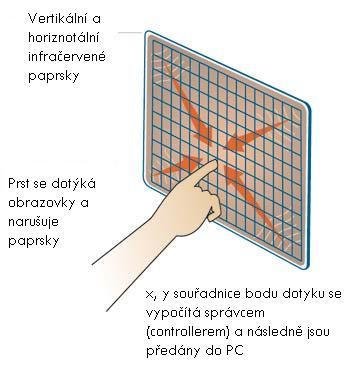 Vertikální a
horiznotální
infračervené
paprsky
Prst se dotýká
obrazovky a
narušuje
paprsky
x, y souřadnice bodu dotyku se
vypočítá správcem
(controllerem) a následně jsou
předány do PC